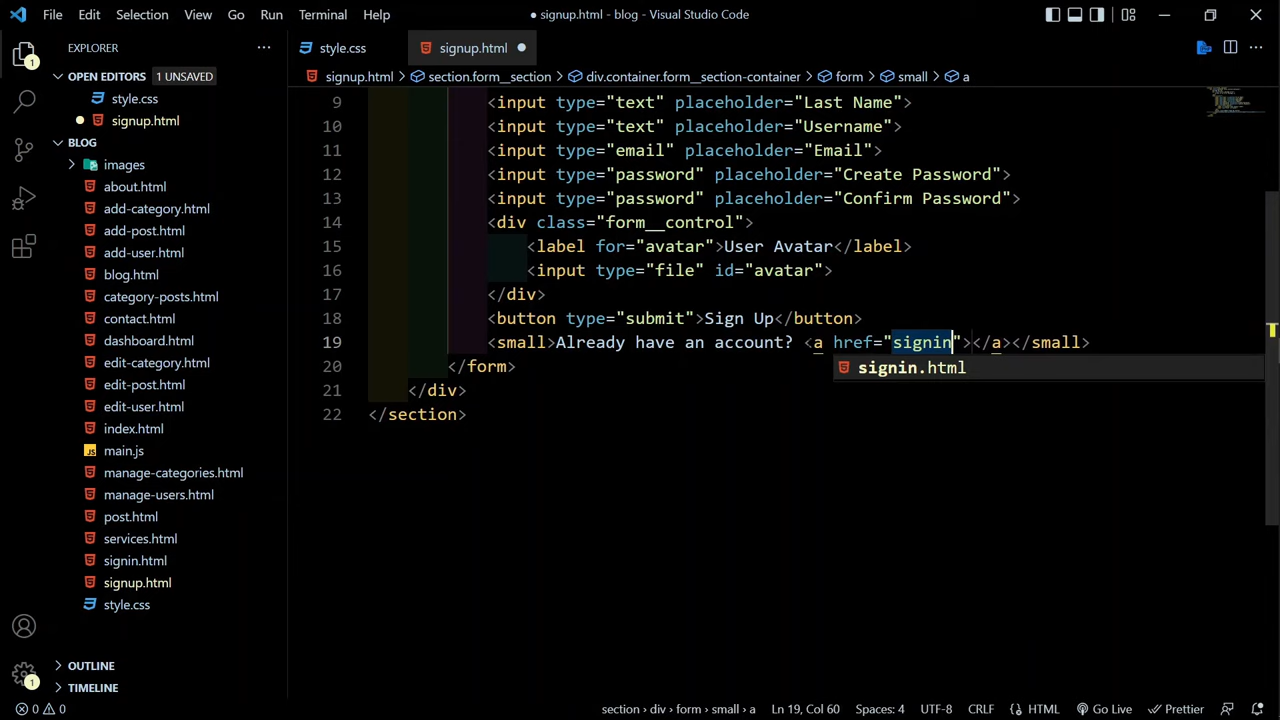 File Edit Selection View Go Run Terminal Help
● signup.html - blog - Visual Studio Code
EXPLORER
OPEN EDITORS 1 UNSAVED
style.css
signup.html
BLOG
images
about.html
add-category.html
add-post.html
add-user.html
blog.html
category-posts.html
contact.html
dashboard.html
edit-category.html
edit-post.html
edit-user.html
index.html
main.js
manage-categories.html
manage-users.html
post.html
services.html
signin.html
signup.html
style.css
OUTLINE
TIMELINE
1
1
style.css signup.html
signup.html > section.form__section > div.container.form__section-container > form > small > a
9 <input type="text" placeholder="Last Name">
10 <input type="text" placeholder="Username">
11 <input type="email" placeholder="Email">
12 <input type="password" placeholder="Create Password">
13 <input type="password" placeholder="Confirm Password">
14 <div class="form__control">
15 <label for="avatar">User Avatar</label>
16 <input type="file" id="avatar">
17 </div>
18 <button type="submit">Sign Up</button>
19 <small>Already have an account? <a href="signin"></a></small>
signin.html
20 </form>
21 </div>
22 </section>
0 0 section > div > form > small > a Ln 19, Col 60 Spaces: 4 UTF-8 CRLF HTML Go Live Prettier